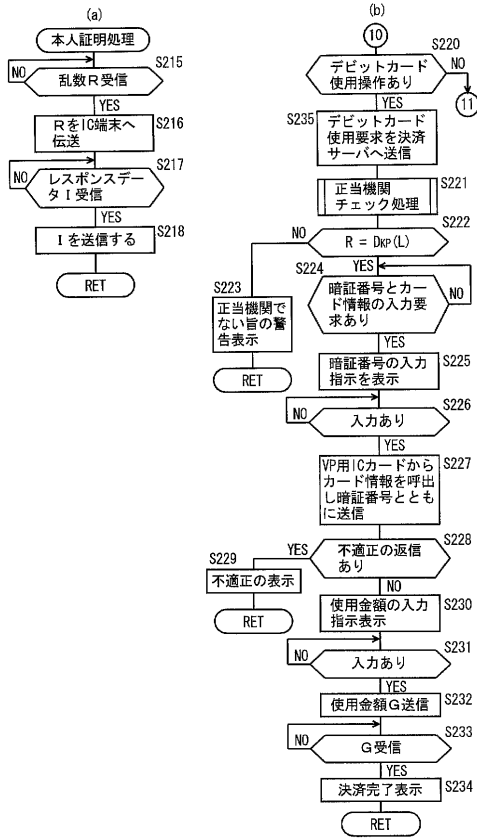 (a)
本人証明処理
S215
乱数R受信
NO
YES
S216
RをIC端末へ
伝送
S217
レスポンスデー
タI受信
NO
YES
S218
Iを送信する
RET
(b)
10
S220
デビットカード
使用操作あり
NO
11
YES
S235
デビットカード
使用要求を決済
サーバへ送信
S221
正当機関
チェック処理
S222
R = DKP(L)
NO
YES
S223
正当機関で
ない旨の警
告表示
RET
S224
暗証番号とカー
ド情報の入力要
求あり
NO
YES
S225
暗証番号の入力
指示を表示
S226
入力あり
NO
YES
S227
VP用ICカードから
カード情報を呼出
し暗証番号ととも
に送信
S228
不適正の返信
あり
YES
S229
不適正の表示
RET
NO
S230
使用金額の入力
指示表示
S231
入力あり
NO
YES
S232
使用金額G送信
S233
G受信
NO
YES
S234
決済完了表示
RET